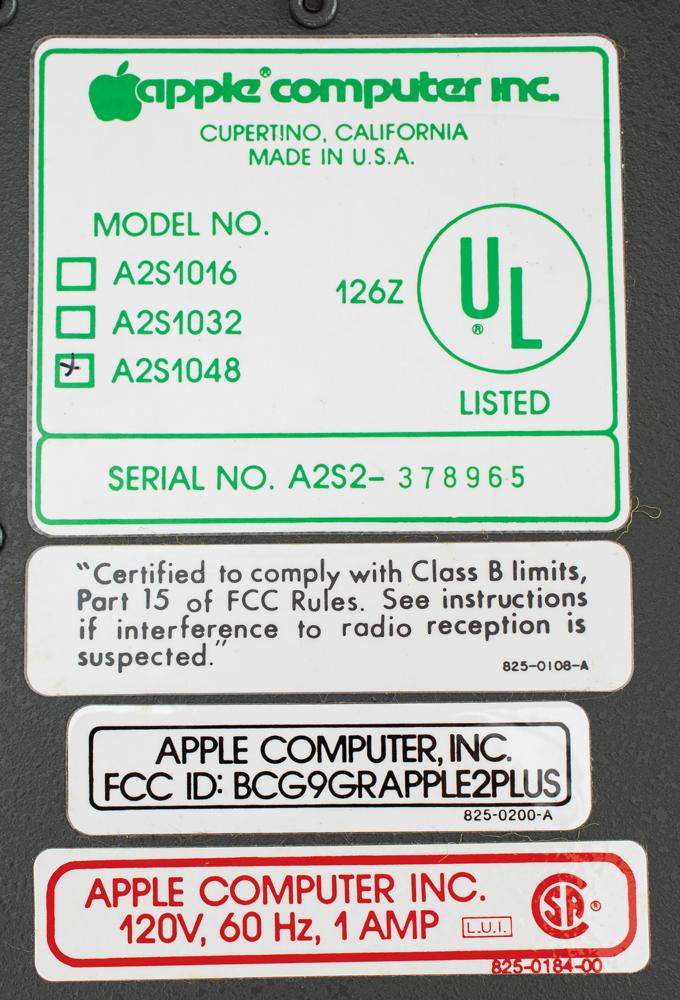 apple® computer inc.
CUPERTINO, CALIFORNIA
MADE IN U.S.A.
MODEL NO.
A2S1016
A2S1032
A2S1048
126Z
UL®
LISTED
SERIAL NO. A2S2- 378965
“Certified to comply with Class B limits,
Part 15 of FCC Rules. See instructions
if interference to radio reception is
suspected.”
825-0108-A
APPLE COMPUTER, INC.
FCC ID: BCG9GRAPPLE2PLUS
825-0200-A
APPLE COMPUTER INC.
120V, 60 Hz, 1 AMP
L.U.I.
SA®
825-0184-00